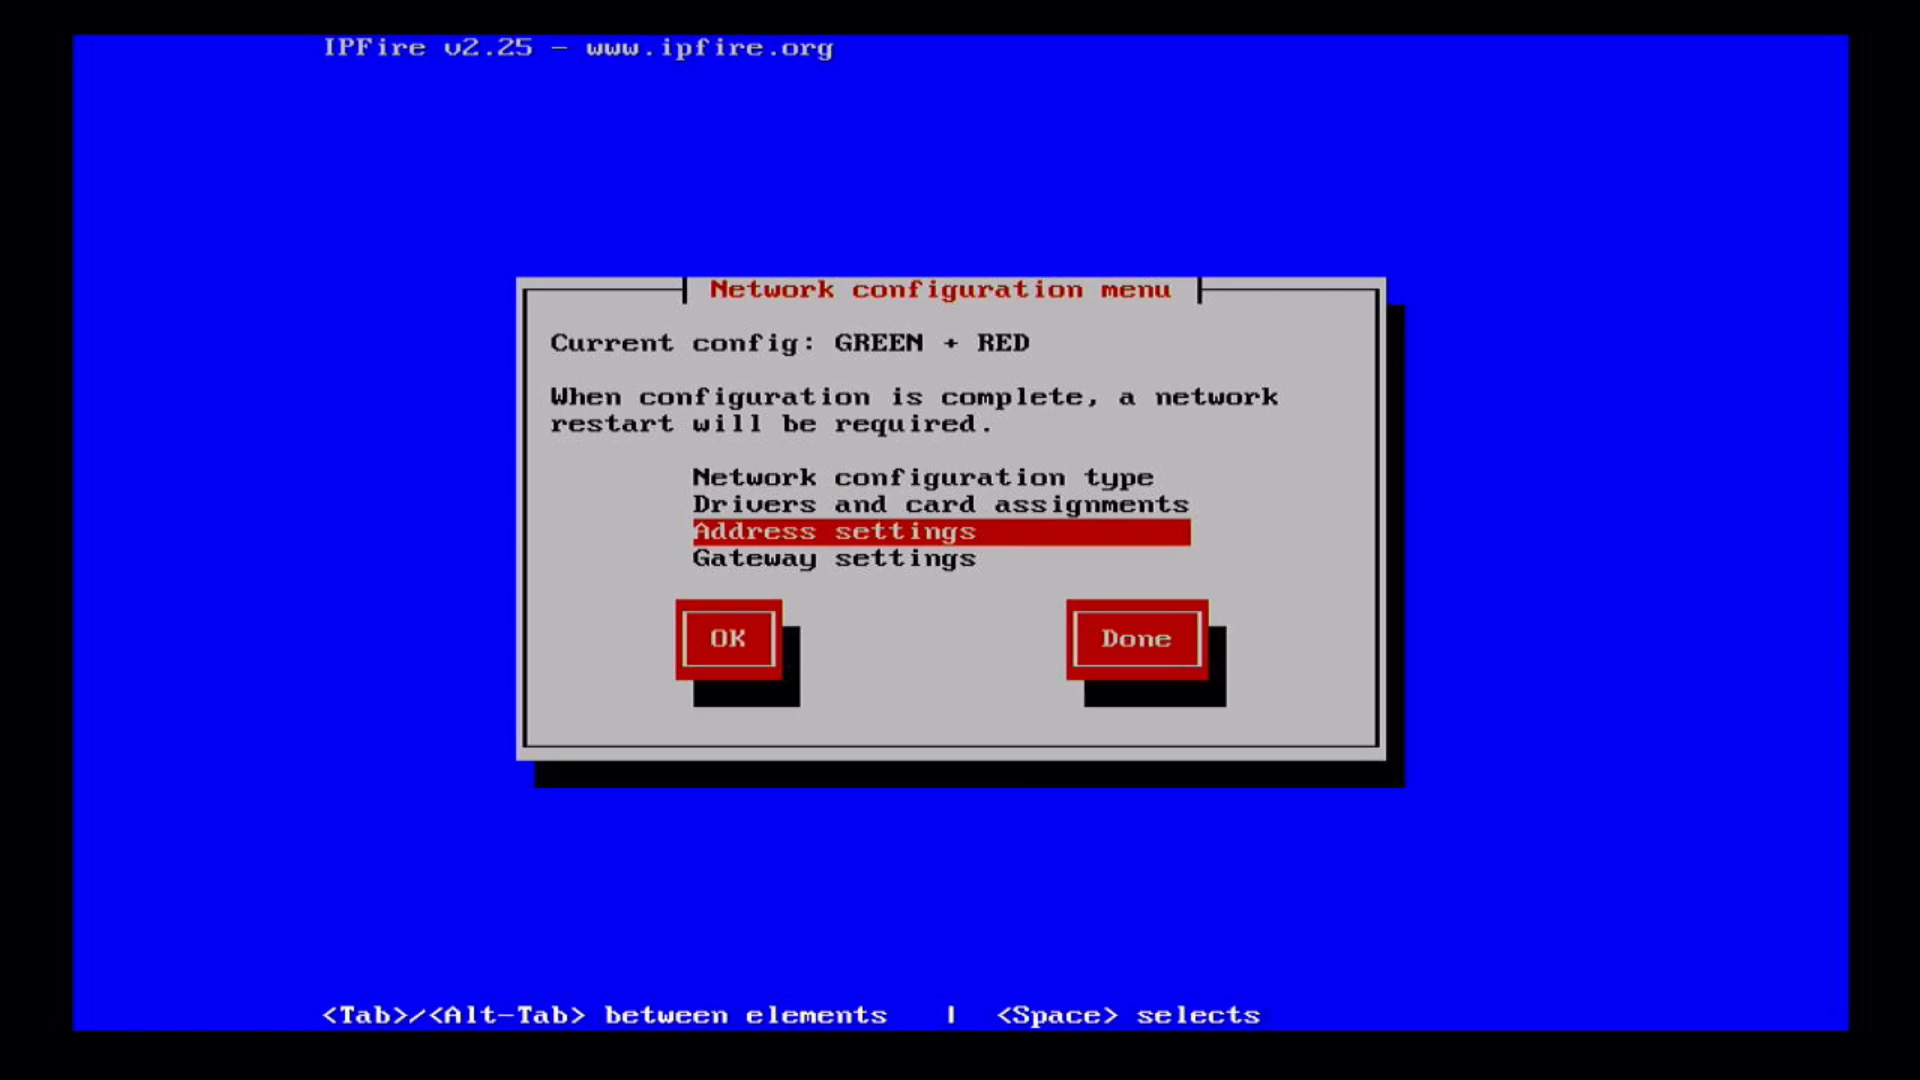 IPFire v2.25 - www.ipfire.org
Network configuration menu
Current config: GREEN + RED
When configuration is complete, a network
restart will be required.
Network configuration type
Drivers and card assignments
Address settings
Gateway settings
OK
Done
<Tab>/<Alt-Tab> between elements | <Space> selects